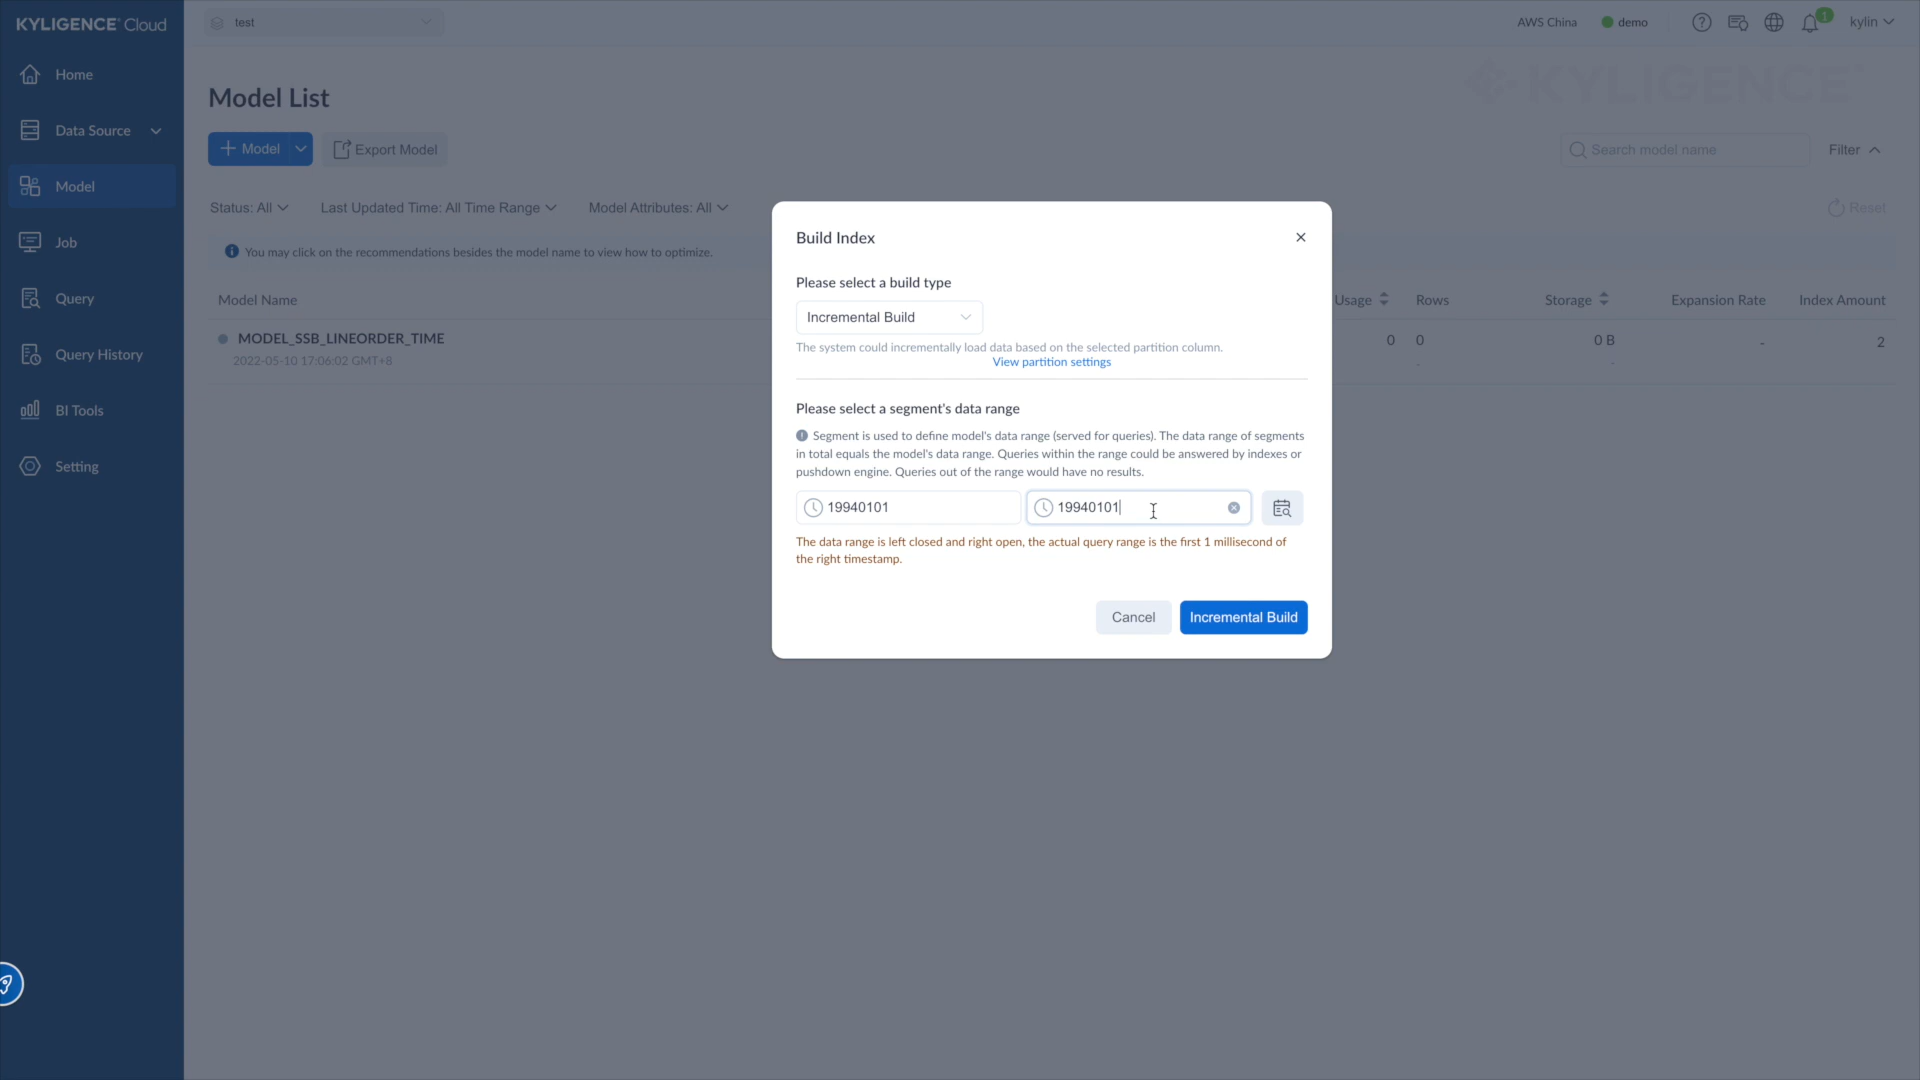 KYLIGENCE® Cloud
test
AWS China
demo
1
kylin
Home
Data Source
Model
Job
Query
Query History
BI Tools
Setting
KYLIGENCE
Model List
Model
Export Model
Search model name
Filter
Status: All
Last Updated Time: All Time Range
Model Attributes: All
Reset
You may click on the recommendations besides the model name to view how to optimize.
Model Name
Usage
Rows
Storage
Expansion Rate
Index Amount
MODEL_SSB_LINEORDER_TIME
2022-05-10 17:06:02 GMT+8
0
0
0 B
-
2
Build Index
Please select a build type
Incremental Build
The system could incrementally load data based on the selected partition column.
View partition settings
Please select a segment's data range
Segment is used to define model's data range (served for queries). The data range of segments
in total equals the model's data range. Queries within the range could be answered by indexes or
pushdown engine. Queries out of the range would have no results.
19940101
19940101
The data range is left closed and right open, the actual query range is the first 1 millisecond of
the right timestamp.
Cancel
Incremental Build